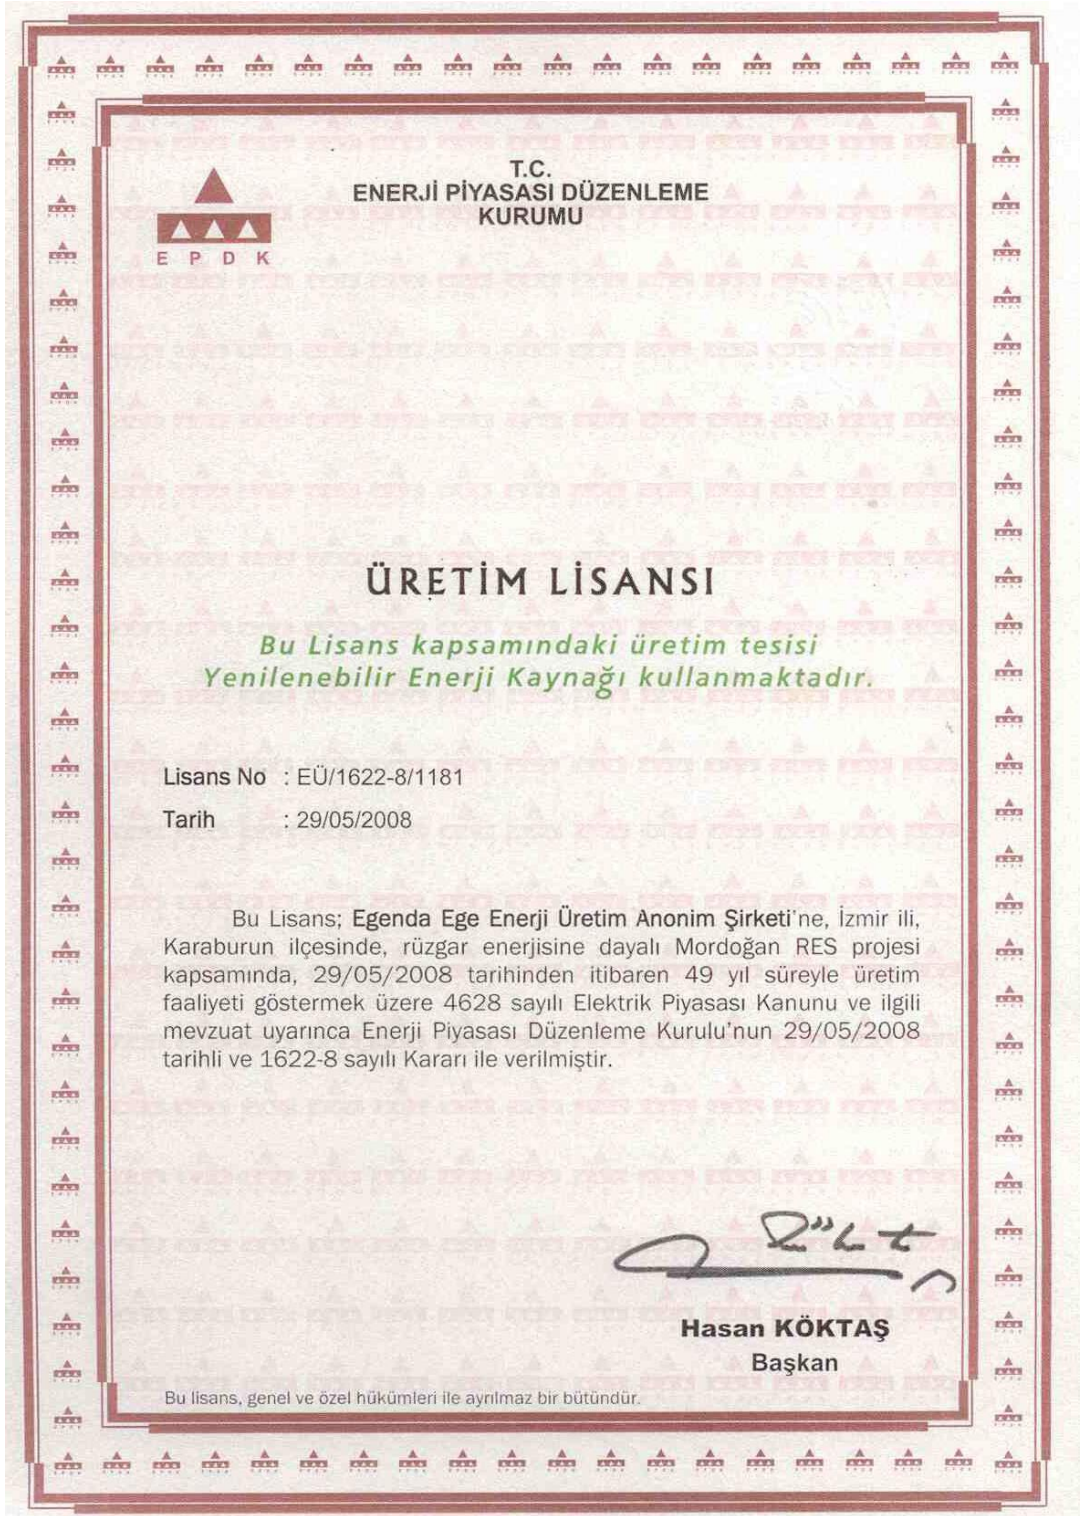 T.C.
ENERJİ PİYASASI DÜZENLEME
KURUMU
E P D K
ÜRETİM LİSANSI
Bu Lisans kapsamındaki üretim tesisi
Yenilenebilir Enerji Kaynağı kullanmaktadır.
Lisans No : EÜ/1622-8/1181
Tarih : 29/05/2008
Bu Lisans; Egenda Ege Enerji Üretim Anonim Şirketi'ne, İzmir ili,
Karaburun ilçesinde, rüzgar enerjisine dayalı Mordoğan RES projesi
kapsamında, 29/05/2008 tarihinden itibaren 49 yıl süreyle üretim
faaliyeti göstermek üzere 4628 sayılı Elektrik Piyasası Kanunu ve ilgili
mevzuat uyarınca Enerji Piyasası Düzenleme Kurulu'nun 29/05/2008
tarihli ve 1622-8 sayılı Kararı ile verilmiştir.
Hasan KÖKTAŞ
Başkan
Bu lisans, genel ve özel hükümleri ile ayrılmaz bir bütündür.